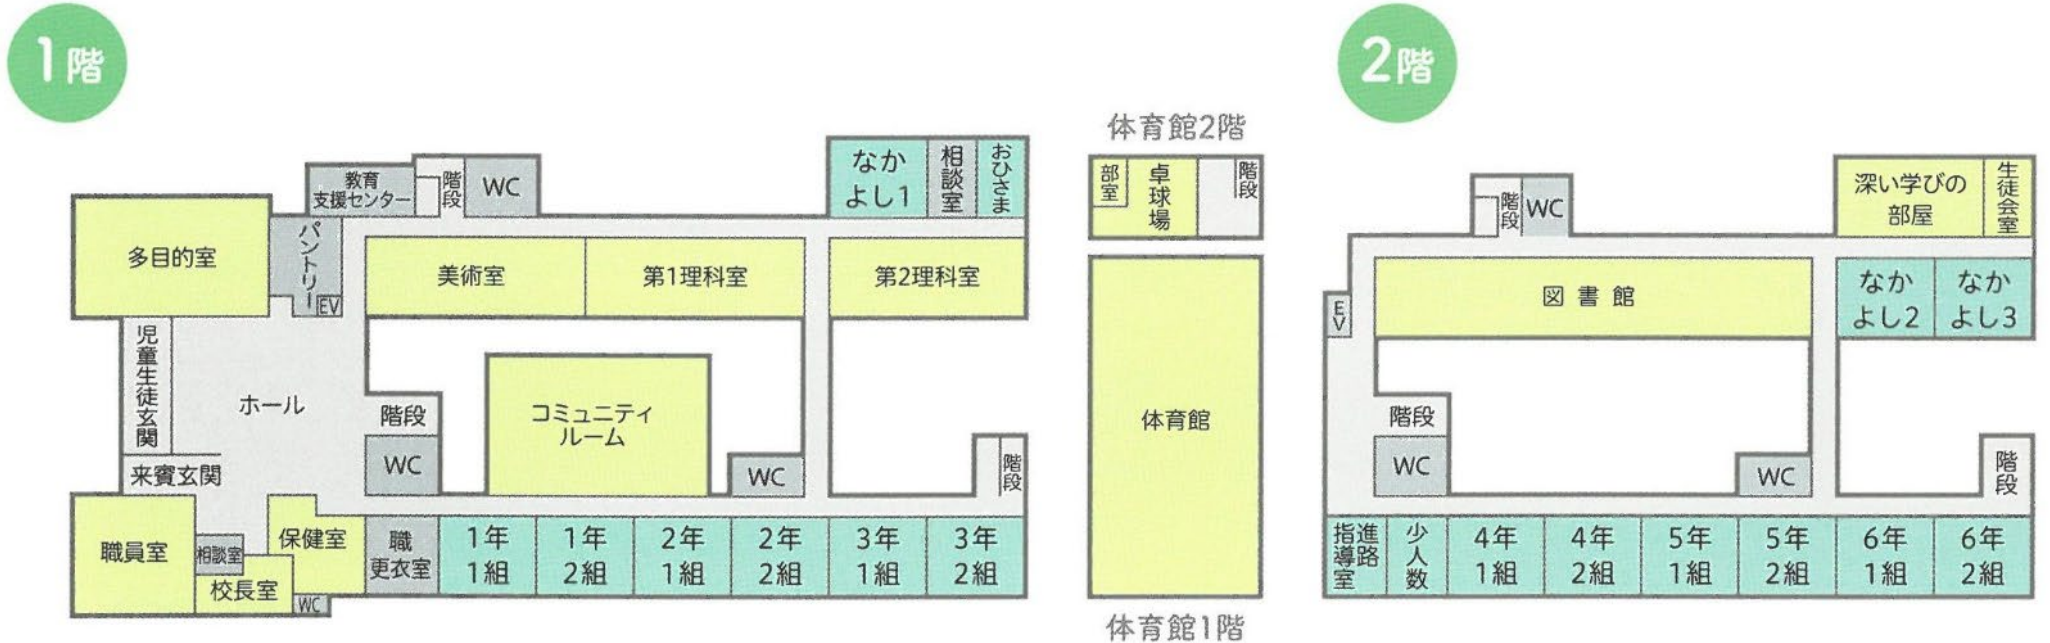 1階
教育
支援センター
階段
WC
なか
よし1
相談室
おひさま
多目的室
パントリー
EV
美術室
第1理科室
第2理科室
児童生徒玄関
ホール
階段
コミュニティ
ルーム
WC
WC
階段
来賓玄関
職員室
相談室
校長室
保健室
WC
職
更衣室
1年
1組
1年
2組
2年
1組
2年
2組
3年
1組
3年
2組
体育館2階
部室
卓球場
階段
体育館
体育館1階
2階
階段
WC
深い学びの
部屋
生徒会室
EV
図書館
なか
よし2
なか
よし3
階段
WC
WC
階段
進路
指導室
少人数
4年
1組
4年
2組
5年
1組
5年
2組
6年
1組
6年
2組